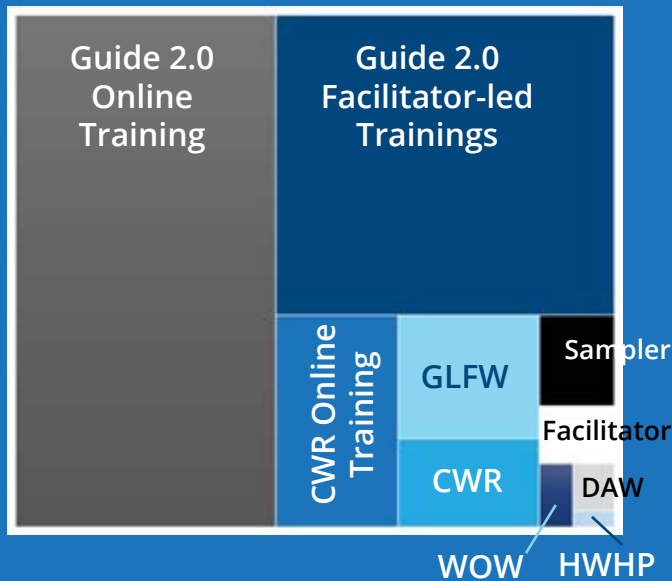 Guide 2.0
Online
Training
Guide 2.0
Facilitator-led
Trainings
CWR Online
Training
GLFW
CWR
Sampler
Facilitator
DAW
WOW
HWHP